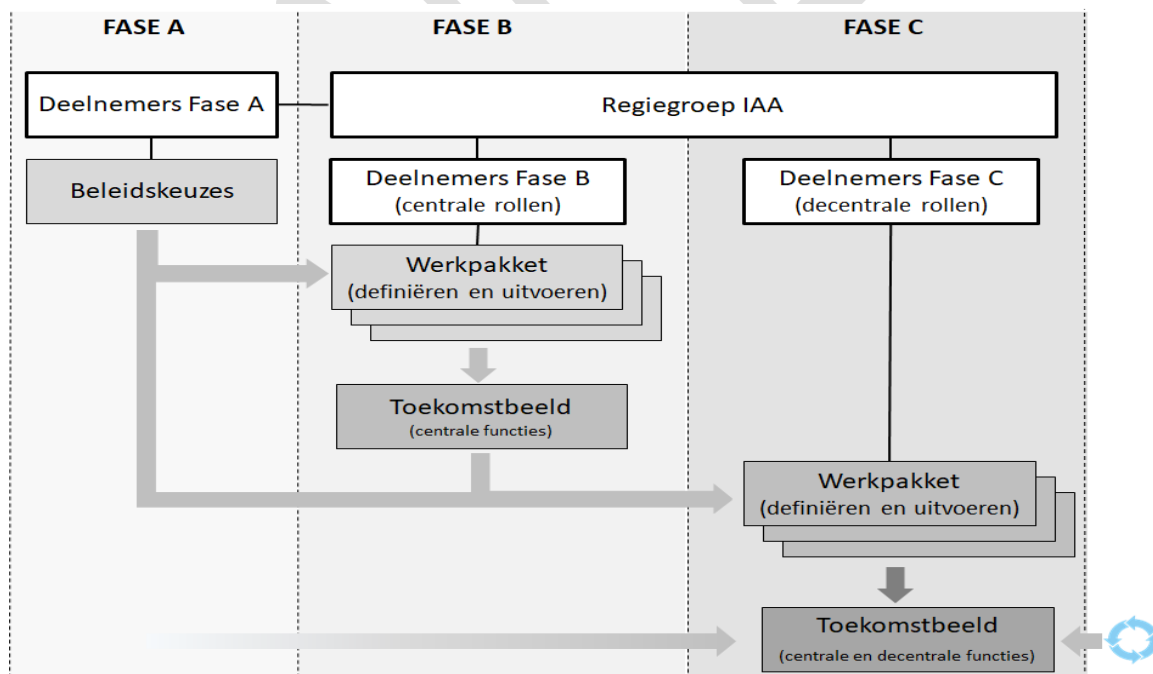 FASE A
FASE B
FASE C
Deelnemers Fase A
Regiegroep IAA
Beleidskeuzes
Deelnemers Fase B
(centrale rollen)
Deelnemers Fase C
(decentrale rollen)
Werkpakket
(definiëren en uitvoeren)
Toekomstbeeld
(centrale functies)
Werkpakket
(definiëren en uitvoeren)
Toekomstbeeld
(centrale en decentrale functies)